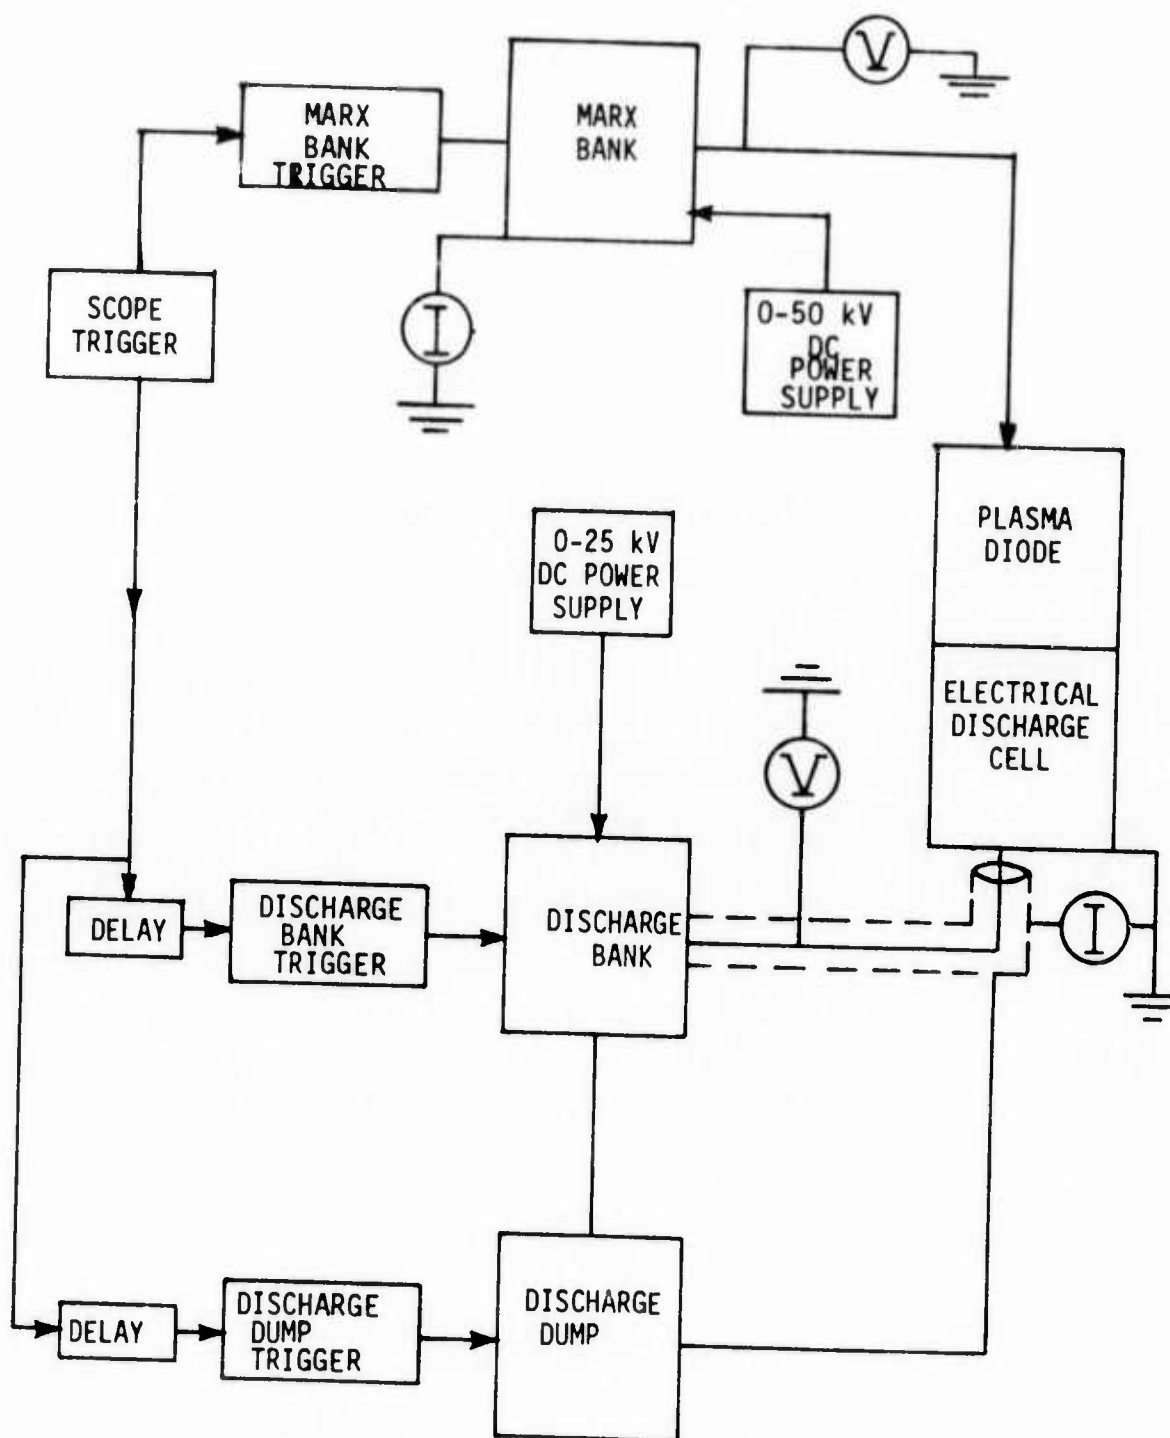 MARX
BANK
TRIGGER
MARX
BANK
V
SCOPE
TRIGGER
I
0-50 kV
DC
POWER
SUPPLY
PLASMA
DIODE
0-25 kV
DC POWER
SUPPLY
ELECTRICAL
DISCHARGE
CELL
V
DELAY
DISCHARGE
BANK
TRIGGER
DISCHARGE
BANK
I
DELAY
DISCHARGE
DUMP
TRIGGER
DISCHARGE
DUMP